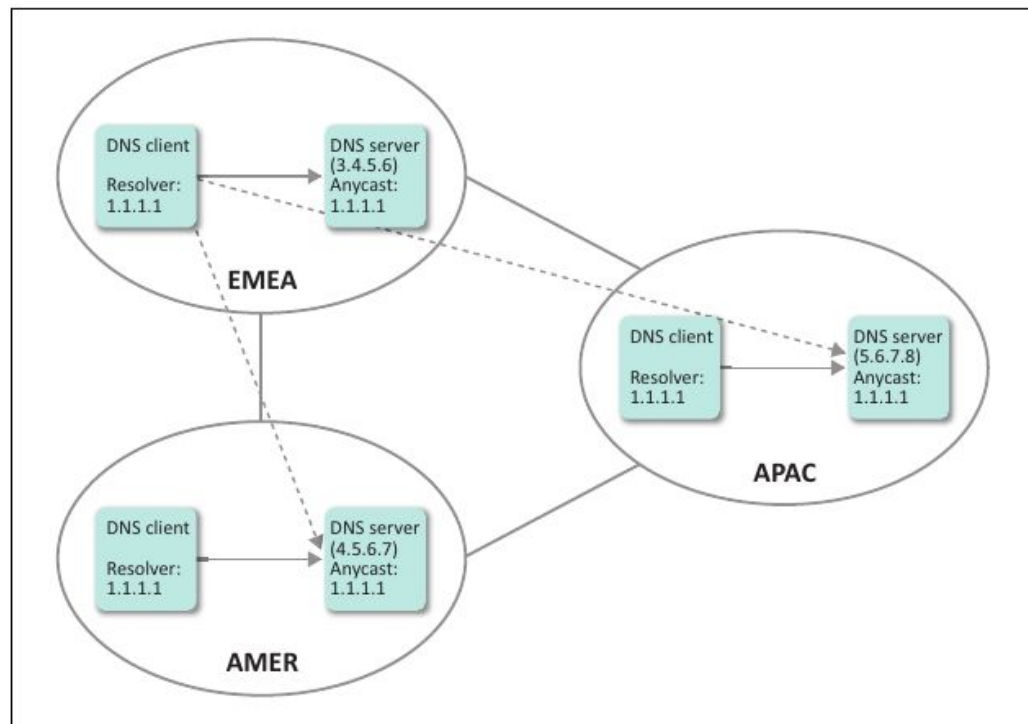 DNS client
Resolver:
1.1.1.1
DNS server
(3.4.5.6)
Anycast:
1.1.1.1
EMEA
DNS client
Resolver:
1.1.1.1
DNS server
(5.6.7.8)
Anycast:
1.1.1.1
APAC
DNS client
Resolver:
1.1.1.1
DNS server
(4.5.6.7)
Anycast:
1.1.1.1
AMER